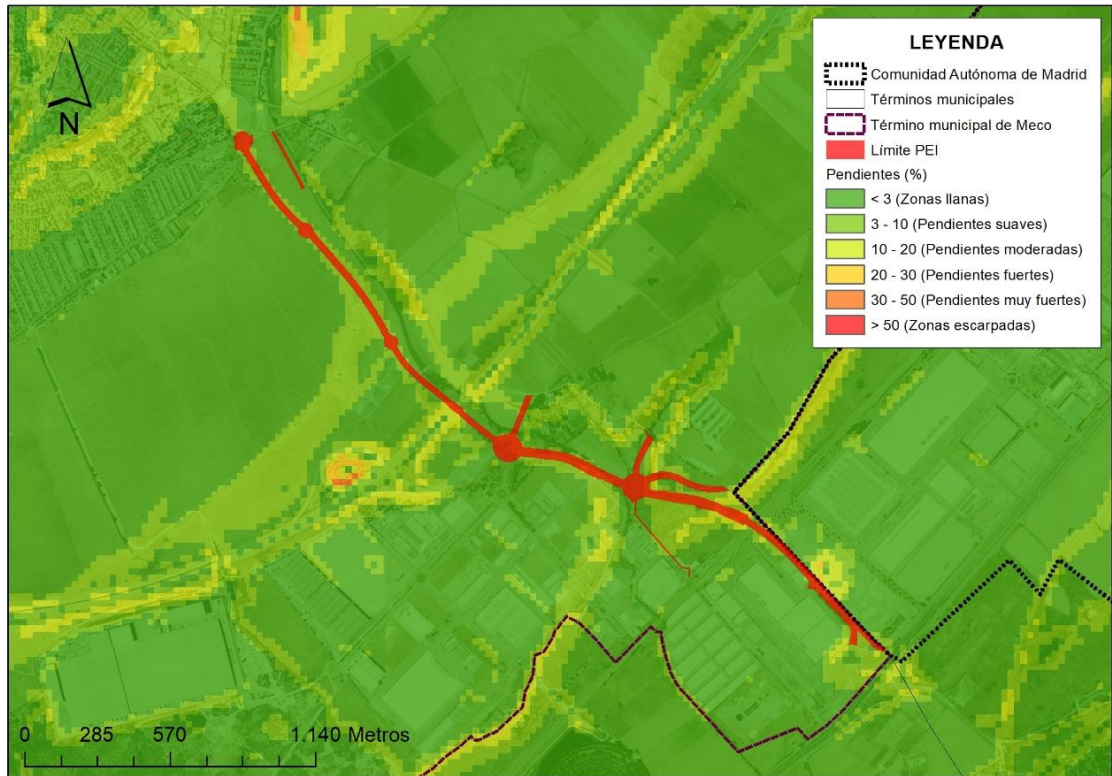 N
LEYENDA
Comunidad Autónoma de Madrid
Términos municipales
Término municipal de Meco
Límite PEI
Pendientes (%)
< 3 (Zonas llanas)
3 - 10 (Pendientes suaves)
10 - 20 (Pendientes moderadas)
20 - 30 (Pendientes fuertes)
30 - 50 (Pendientes muy fuertes)
> 50 (Zonas escarpadas)
0 285 570 1.140 Metros